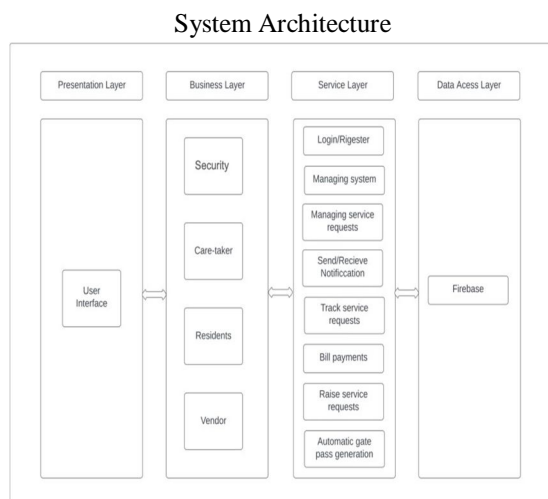 System Architecture
Presentation Layer
Business Layer
Service Layer
Data Acess Layer
User
Interface
Security
Care-taker
Residents
Vendor
Login/Rigester
Managing system
Managing service
requests
Send/Recieve
Notificcation
Track service
requests
Bill payments
Raise service
requests
Automatic gate
pass generation
Firebase